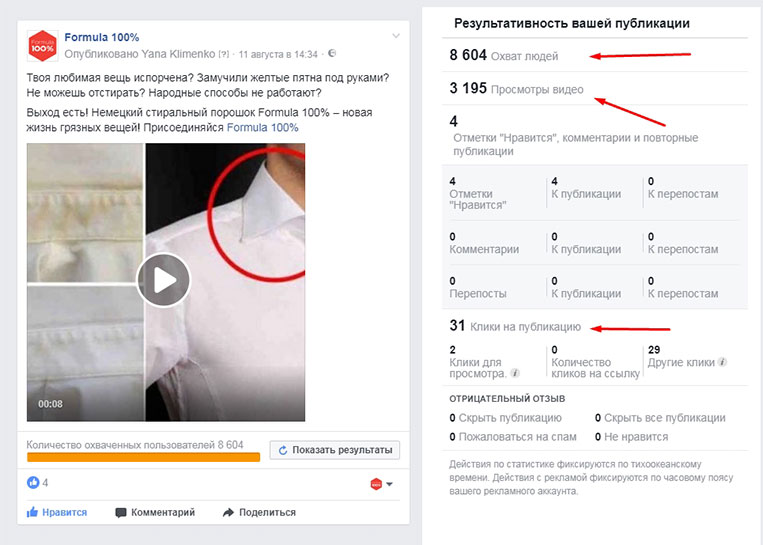 Formula 100%
Formula
100%
Опубликовано Yana Klimenko [?] · 11 августа в 14:34 ·
Твоя любимая вещь испорчена? Замучили желтые пятна под руками?
Не можешь отстирать? Народные способы не работают?
Выход есть! Немецкий стиральный порошок Formula 100% – новая
жизнь грязных вещей! Присоединяйся Formula 100%
00:08
Количество охваченных пользователей 8 604
Показать результаты
4
Нравится Комментарий Поделиться
Результативность вашей публикации
8 604 Охват людей
3 195 Просмотры видео
4
Отметки "Нравится", комментарии и повторные
публикации
4 4 0
Отметки К публикации К перепостам
"Нравится"
0 0 0
Комментарии К публикации К перепостам
0 0 0
Перепосты К публикации К перепостам
31 Клики на публикацию
2 0 29
Клики для Количество Другие клики
просмотра. кликов на ссылку
ОТРИЦАТЕЛЬНЫЙ ОТЗЫВ
0 Скрыть публикацию 0 Скрыть все публикации
0 Пожаловаться на спам 0 Не нравится
Действия по статистике фиксируются по тихоокеанскому
времени. Действия с рекламой фиксируются по часовому поясу
вашего рекламного аккаунта.